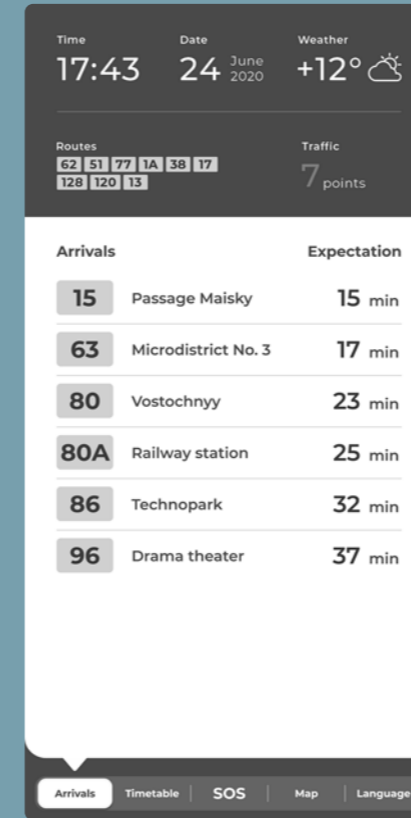 Time Date Weather
17:43 24 June 2020 +12°
Routes Traffic
62 51 77 1A 38 17
128 120 13
7 points
Arrivals Expectation
15 Passage Maisky 15 min
63 Microdistrict No. 3 17 min
80 Vostochnyy 23 min
80A Railway station 25 min
86 Technopark 32 min
96 Drama theater 37 min
Arrivals Timetable SOS Map Language